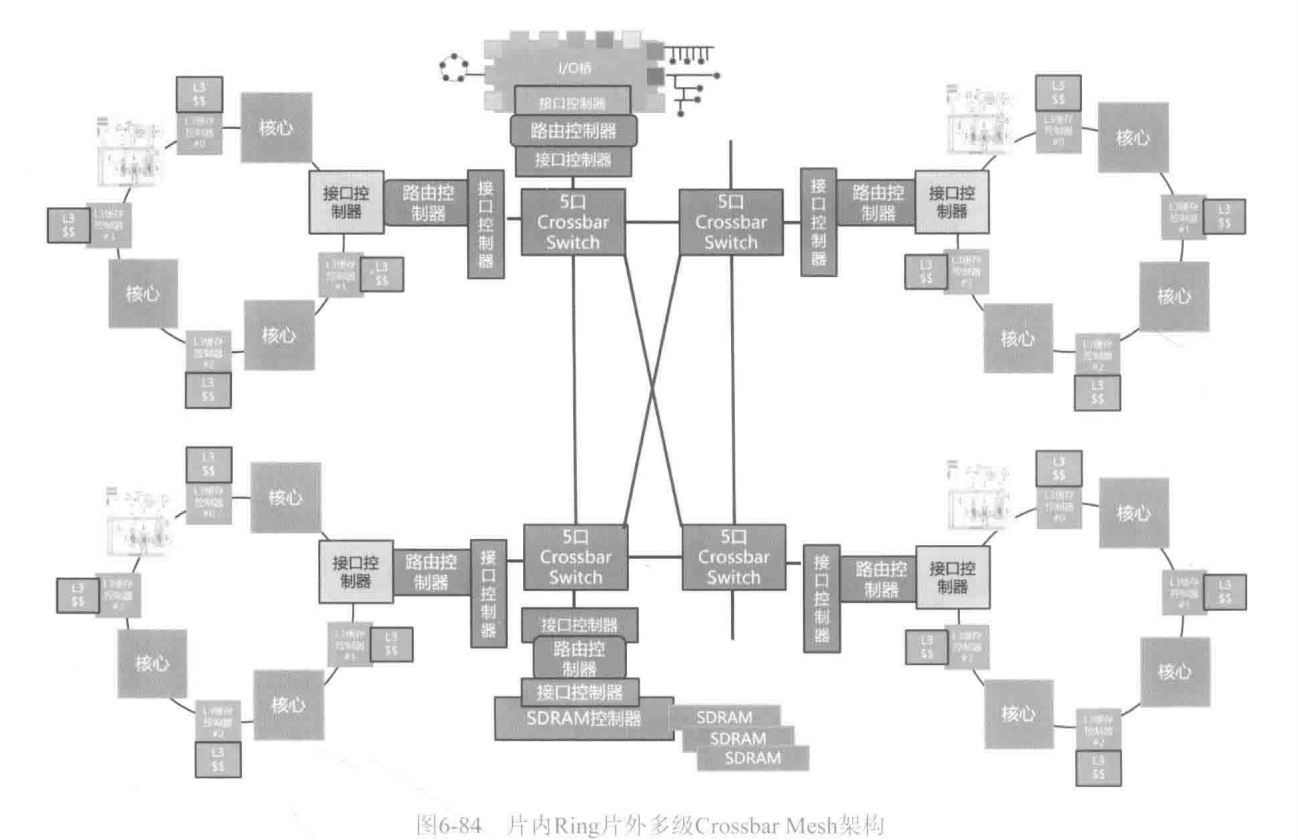 I/O桥
接口控制器
路由控制器
接口控制器
L3
$$
L3缓存
控制器
#0
核心
L3
$$
L3缓存
控制器
#3
接口控
制器
路由控
制器
接口控制器
L3缓存
控制器
#1
L3
$$
核心
核心
L3缓存
控制器
#2
L3
$$
5口
Crossbar
Switch
5口
Crossbar
Switch
接口控制器
路由控
制器
接口控
制器
L3
$$
L3缓存
控制器
#0
核心
L3缓存
控制器
#1
L3
$$
L3
$$
L3缓存
控制器
#3
核心
核心
L3缓存
控制器
#2
L3
$$
L3
$$
L3缓存
控制器
#0
核心
L3
$$
L3缓存
控制器
#3
接口控
制器
路由控
制器
接口控制器
L3缓存
控制器
#1
L3
$$
核心
核心
L3缓存
控制器
#2
L3
$$
5口
Crossbar
Switch
5口
Crossbar
Switch
接口控制器
路由控
制器
接口控制器
SDRAM控制器
SDRAM
SDRAM
SDRAM
接口控制器
路由控
制器
接口控
制器
L3
$$
L3缓存
控制器
#0
核心
L3缓存
控制器
#1
L3
$$
L3
$$
L3缓存
控制器
#3
核心
核心
L3缓存
控制器
#2
L3
$$
图6-84 片内Ring片外多级Crossbar Mesh架构